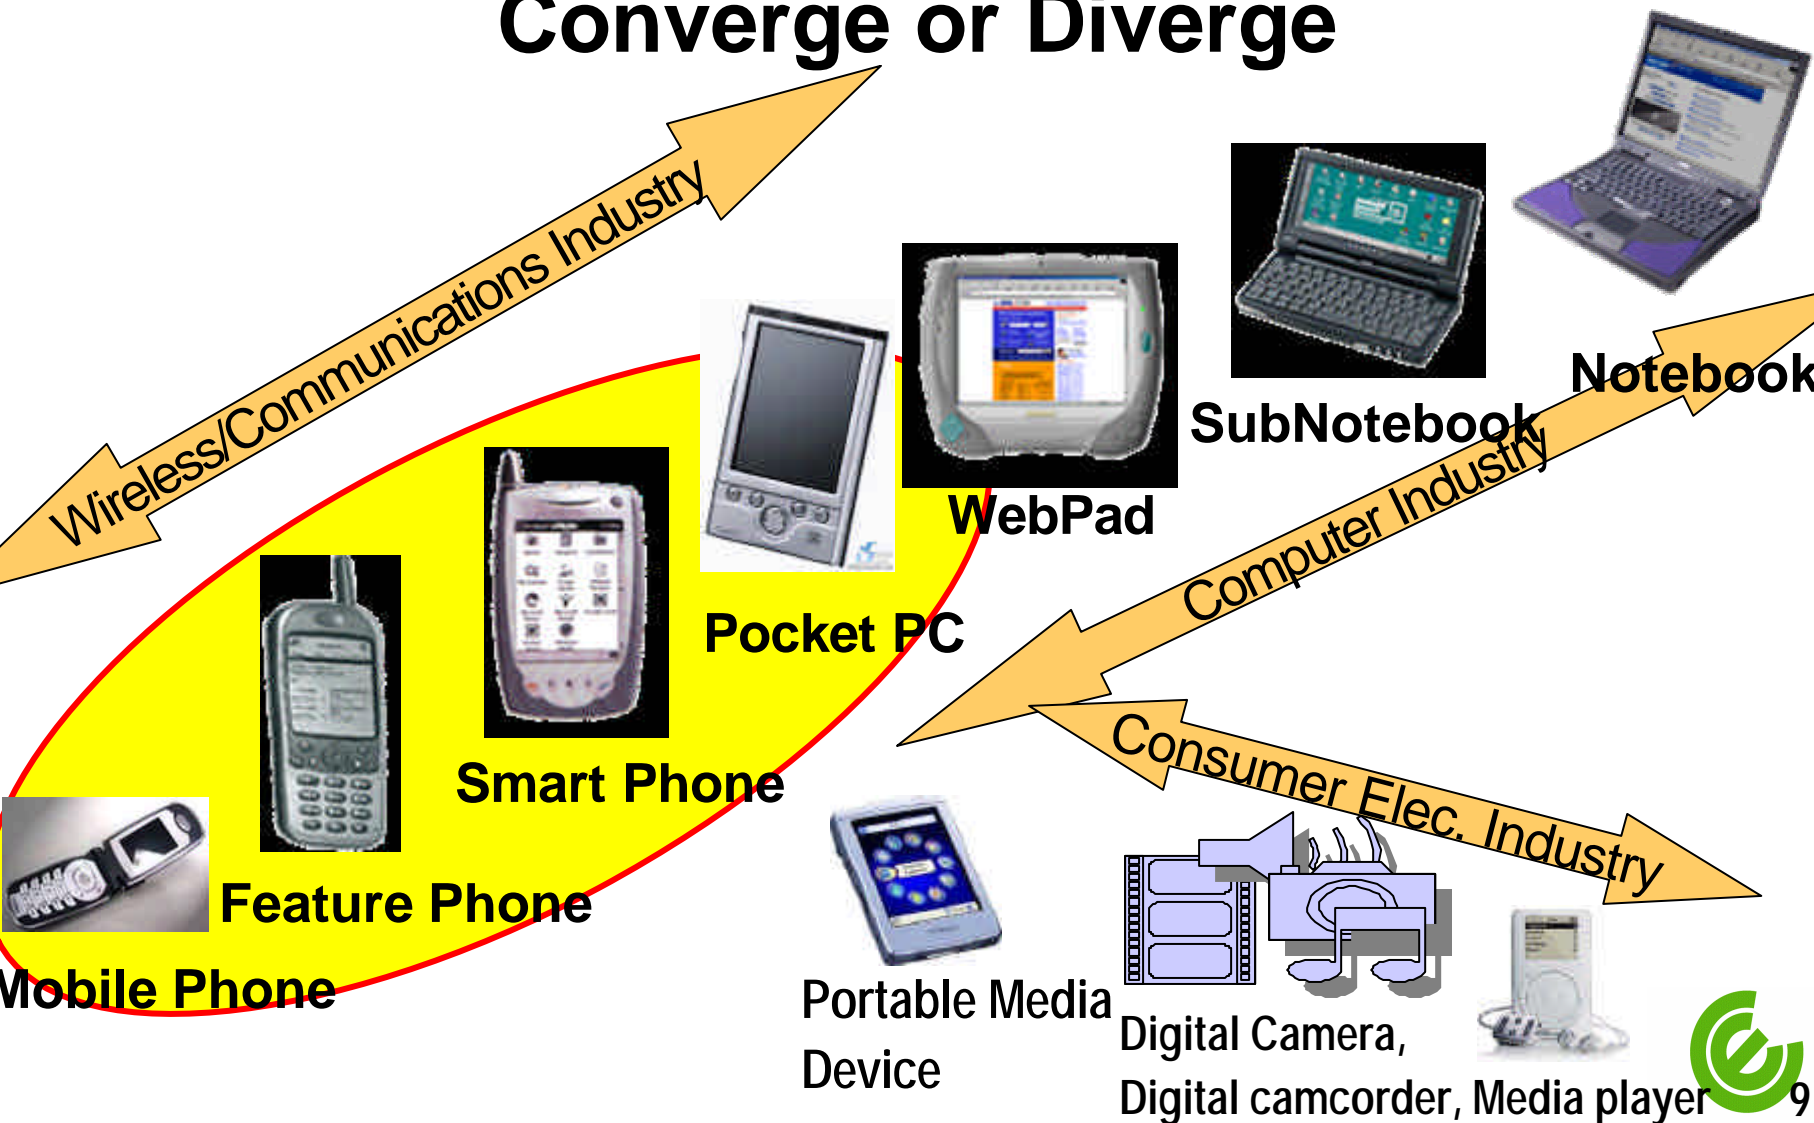 Converge or Diverge
Wireless/Communications Industry
Notebook
SubNotebook
WebPad
Computer Industry
Pocket PC
Consumer Elec. Industry
Smart Phone
Feature Phone
Mobile Phone
Portable Media
Device
Digital Camera,
Digital camcorder, Media player
9